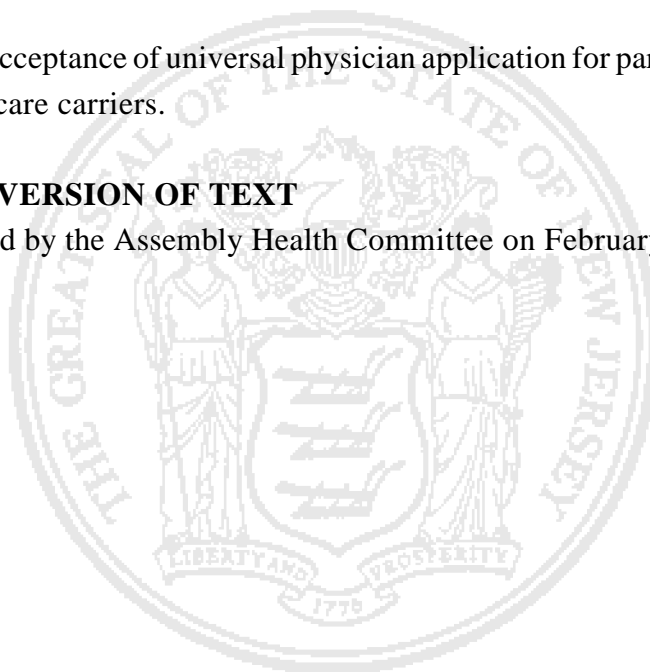 cceptance of universal physician application for par
care carriers.
VERSION OF TEXT
d by the Assembly Health Committee on February
THE GREAT SEAL OF THE STATE OF NEW JERSEY
LIBERTY AND PROSPERITY
1776